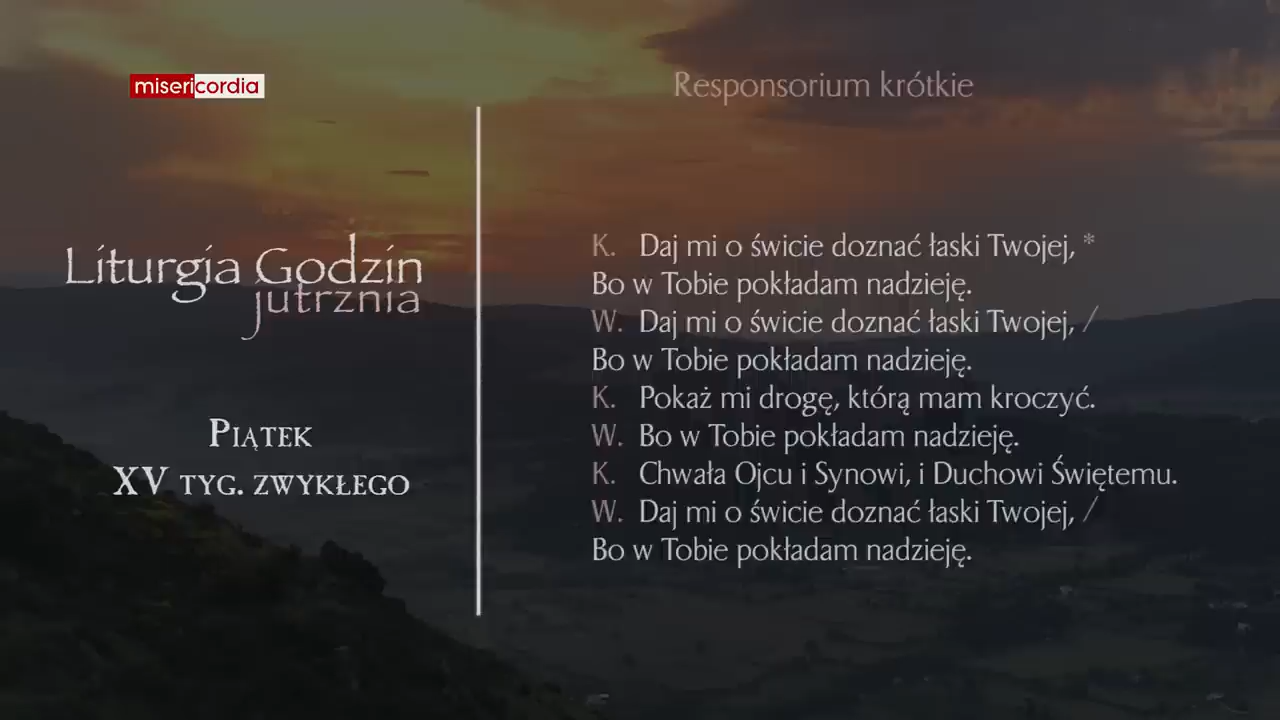 misericordia
Liturgia Godzin
jutrznia
Piątek
XV tyg. zwykłego
Responsorium krótkie
K. Daj mi o świcie doznać łaski Twojej, *
Bo w Tobie pokładam nadzieję.
W. Daj mi o świcie doznać łaski Twojej, /
Bo w Tobie pokładam nadzieję.
K. Pokaż mi drogę, którą mam kroczyć.
W. Bo w Tobie pokładam nadzieję.
K. Chwała Ojcu i Synowi, i Duchowi Świętemu.
W. Daj mi o świcie doznać łaski Twojej, /
Bo w Tobie pokładam nadzieję.